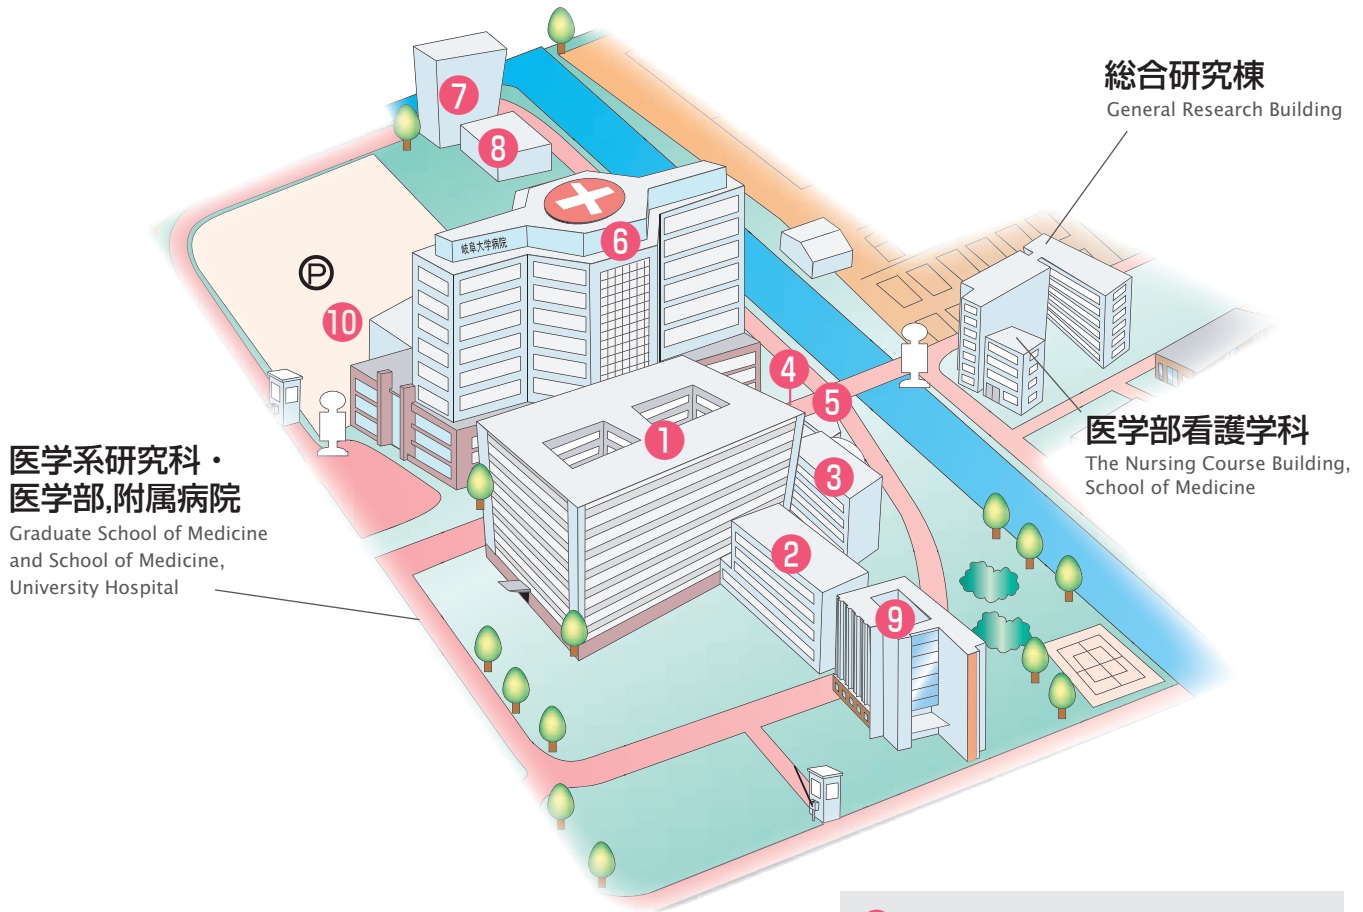 総合研究棟
General Research Building
7
8
岐阜大学病院
6
P
10
4
5
1
3
2
9
医学部看護学科
The Nursing Course Building,
School of Medicine
医学系研究科・
医学部,附属病院
Graduate School of Medicine
and School of Medicine,
University Hospital